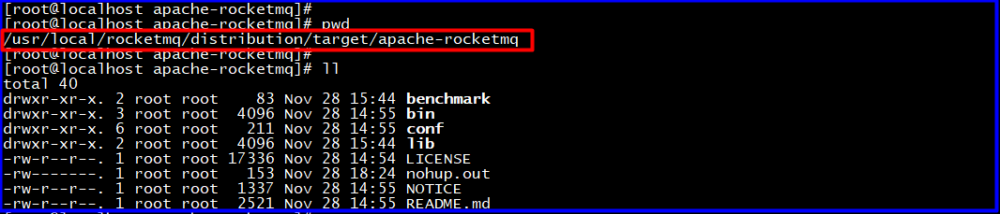 [root@localhost apache-rocketmq]#
[root@localhost apache-rocketmq]# pwd
/usr/local/rocketmq/distribution/target/apache-rocketmq
[root@localhost apache-rocketmq]#
[root@localhost apache-rocketmq]# ll
total 40
drwxr-xr-x. 2 root root    83 Nov 28 15:44 benchmark
drwxr-xr-x. 3 root root  4096 Nov 28 14:55 bin
drwxr-xr-x. 6 root root   211 Nov 28 14:55 conf
drwxr-xr-x. 2 root root  4096 Nov 28 15:44 lib
-rw-r--r--. 1 root root 17336 Nov 28 14:54 LICENSE
-rw-------. 1 root root   153 Nov 28 18:24 nohup.out
-rw-r--r--. 1 root root  1337 Nov 28 14:55 NOTICE
-rw-r--r--. 1 root root  2521 Nov 28 14:55 README.md
[root@localhost apache-rocketmq]#